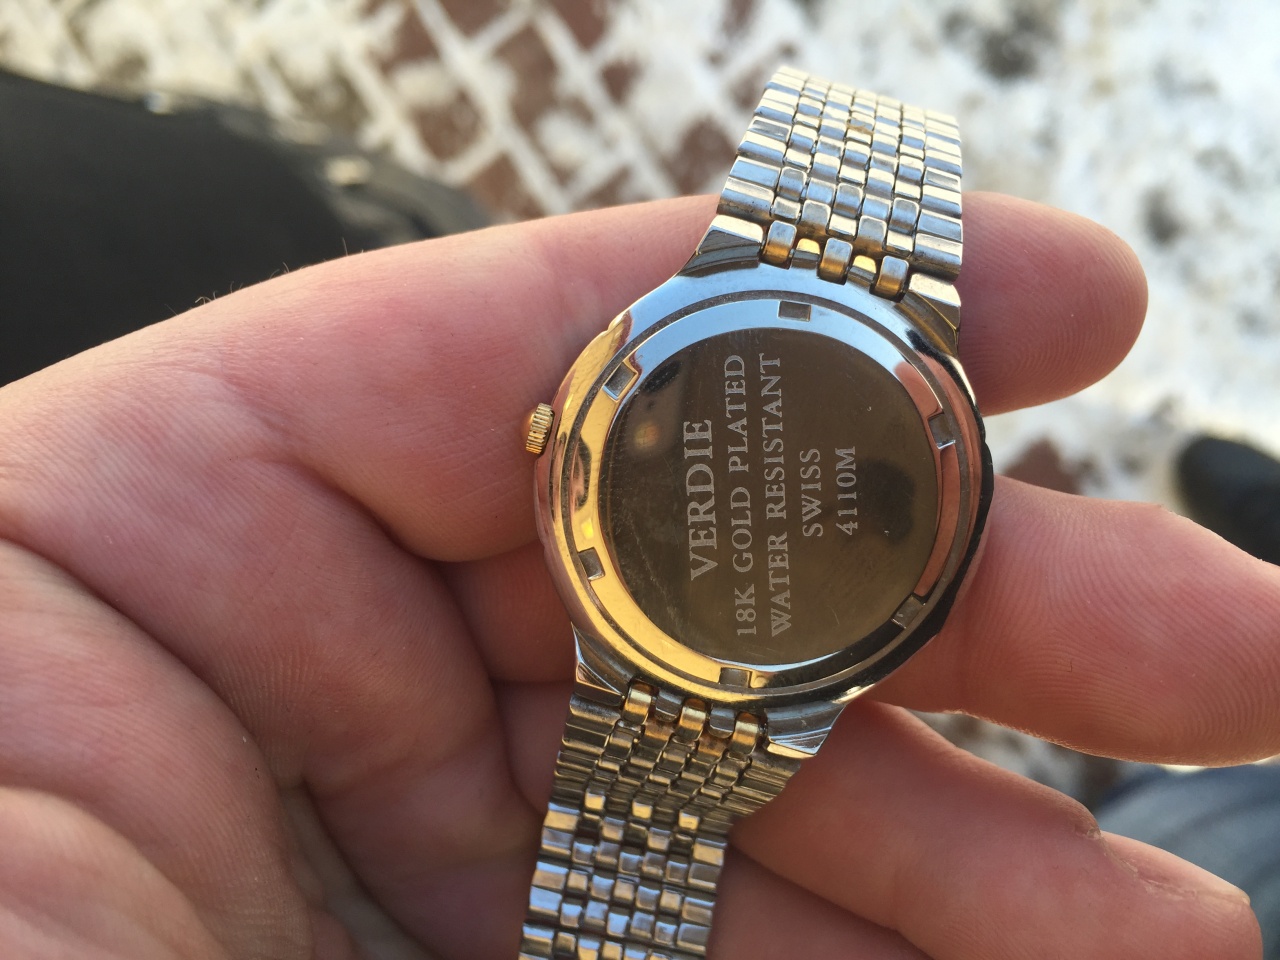 VERDIE
18K GOLD PLATED
WATER RESISTANT
SWISS
4110M